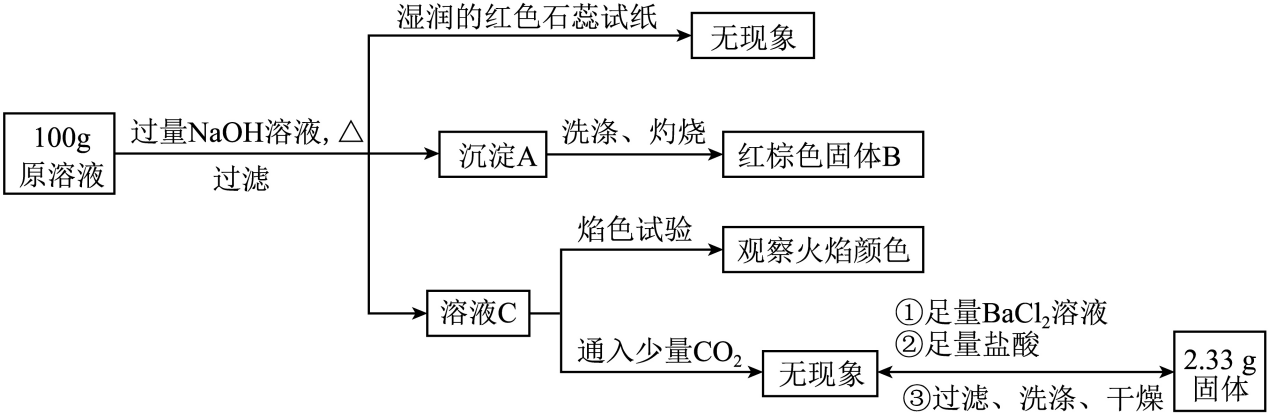 湿润的红色石蕊试纸
无现象
100g
原溶液
过量NaOH溶液, △
过滤
沉淀A
洗涤、灼烧
红棕色固体B
焰色试验
观察火焰颜色
溶液C
通入少量CO₂
无现象
①足量BaCl₂溶液
②足量盐酸
③过滤、洗涤、干燥
2.33 g
固体